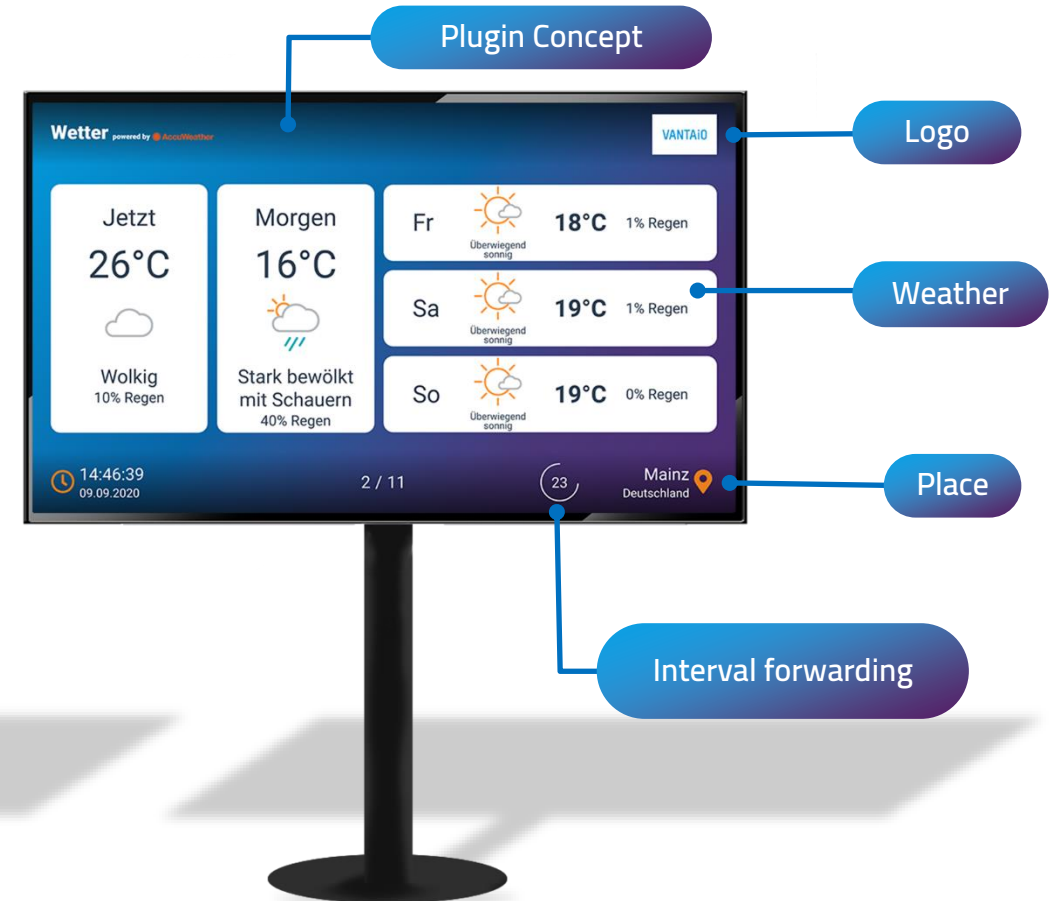 Plugin Concept
Wetter powered by AccuWeather
VANTAiO
Logo
Jetzt
26°C
Wolkig
10% Regen
Morgen
16°C
Stark bewölkt
mit Schauern
40% Regen
Fr
Überwiegend
sonnig
18°C 1% Regen
Sa
Überwiegend
sonnig
19°C 1% Regen
So
Überwiegend
sonnig
19°C 0% Regen
Weather
14:46:39
09.09.2020
2 / 11
23
Mainz
Deutschland
Place
Interval forwarding